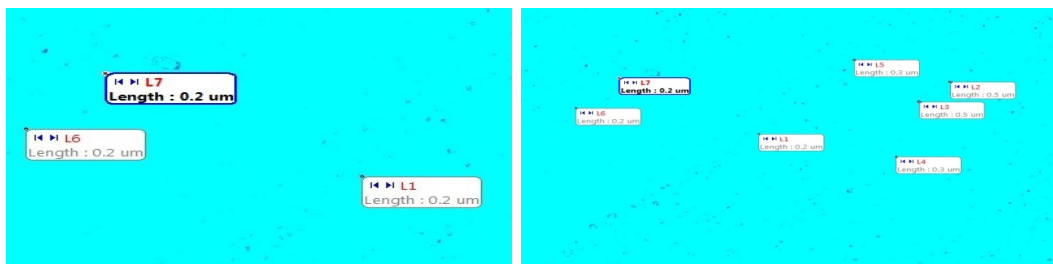 L7
Length : 0.2 um
L6
Length : 0.2 um
L1
Length : 0.2 um
L5
Length : 0.3 um
L7
Length : 0.2 um
L2
Length : 0.5 um
L3
Length : 0.5 um
L6
Length : 0.2 um
L1
Length : 0.2 um
L4
Length : 0.3 um